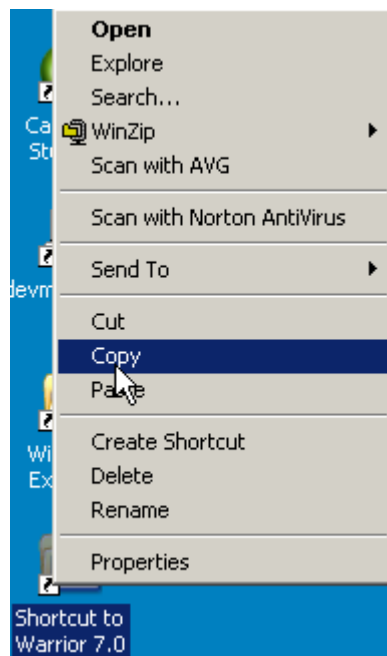 Open
Explore
Search...
WinZip
Scan with AVG
Scan with Norton AntiVirus
Send To
Cut
Copy
Paste
Create Shortcut
Delete
Rename
Properties
Shortcut to
Warrior 7.0